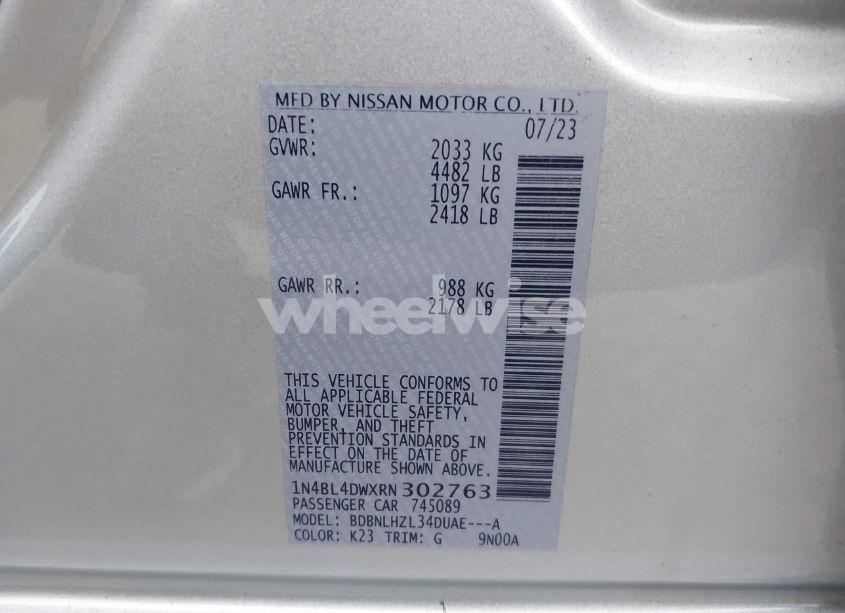 MFD BY NISSAN MOTOR CO., LTD.
DATE: 07/23
GVWR: 2033 KG
4482 LB
GAWR FR.: 1097 KG
2418 LB
GAWR RR.: 988 KG
2178 LB
wheelwise
THIS VEHICLE CONFORMS TO
ALL APPLICABLE FEDERAL
MOTOR VEHICLE SAFETY,
BUMPER, AND THEFT
PREVENTION STANDARDS IN
EFFECT ON THE DATE OF
MANUFACTURE SHOWN ABOVE.
1N4BL4DWXRN302763
PASSENGER CAR 745089
MODEL: BDBNLHZL34DUAE---A
COLOR: K23 TRIM: G 9N00A